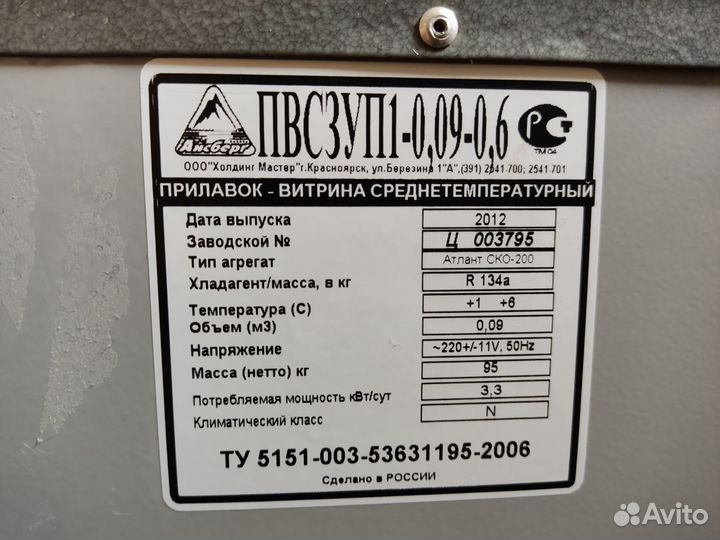 Айсберг
ПВСЗУП1-0,09-0,6
РСТ
ТМ 04
ООО"Холдинг Мастер"г.Красноярск, ул.Березина 1"А",(391) 2541-700; 2541-701
ПРИЛАВОК - ВИТРИНА СРЕДНЕТЕМПЕРАТУРНЫЙ
Дата выпуска 2012
Заводской № Ц 003795
Тип агрегат Атлант СКО-200
Хладагент/масса, в кг R 134a
Температура (С) +1 +6
Объем (м3) 0,09
Напряжение ~220+/-11V, 50Hz
Масса (нетто) кг 95
Потребляемая мощность кВт/сут 3,3
Климатический класс N
ТУ 5151-003-53631195-2006
Сделано в РОССИИ
Avito